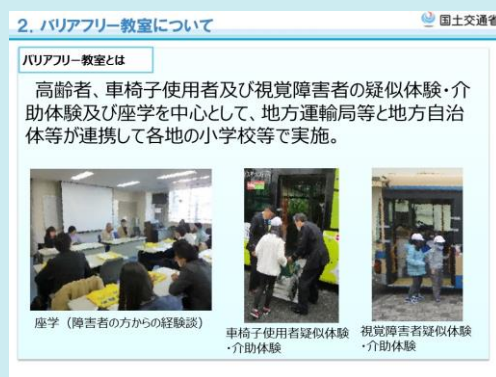 2．バリアフリー教室について
国土交通省
バリアフリー教室とは
高齢者、車椅子使用者及び視覚障害者の疑似体験・介
助体験及び座学を中心として、地方運輸局等と地方自治
体等が連携して各地の小学校等で実施。
座学（障害者の方からの経験談）
車椅子使用者疑似体験
・介助体験
視覚障害者疑似体験
・介助体験